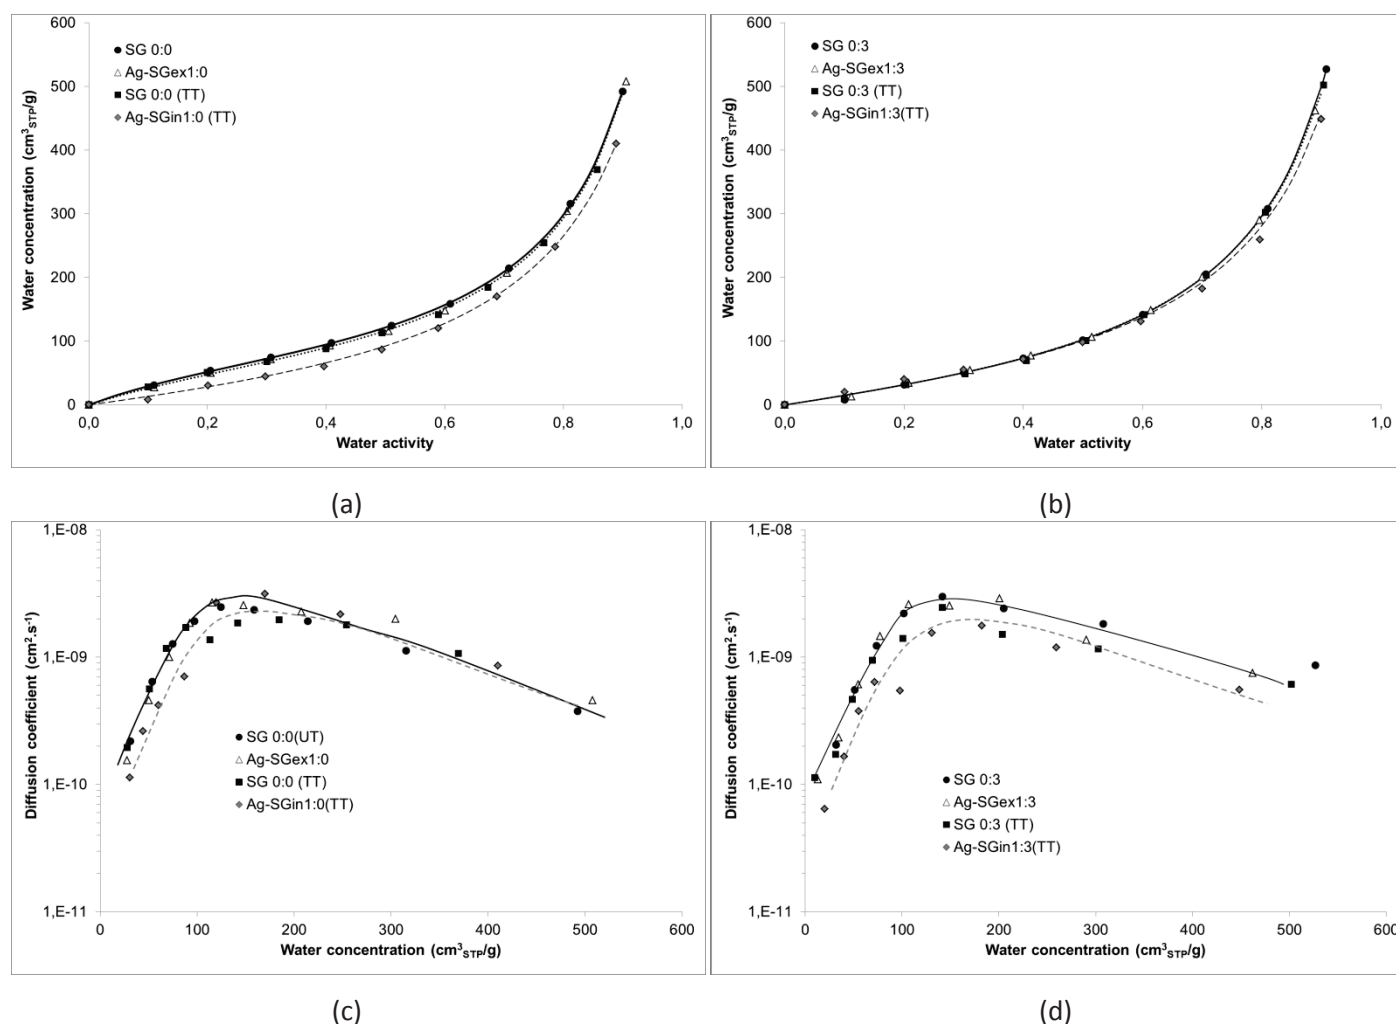 600
500
400
300
200
100
0
Water concentration (cm³STP/g)
SG 0:0
Ag-SGex1:0
SG 0:0 (TT)
Ag-SGin1:0 (TT)
0,0 0,2 0,4 0,6 0,8 1,0
Water activity
(a)
600
500
400
300
200
100
0
Water concentration (cm³STP/g)
SG 0:3
Ag-SGex1:3
SG 0:3 (TT)
Ag-SGin1:3(TT)
0,0 0,2 0,4 0,6 0,8 1,0
Water activity
(b)
1,E-08
1,E-09
1,E-10
1,E-11
Diffusion coefficient (cm².s⁻¹)
SG 0:0(UT)
Ag-SGex1:0
SG 0:0 (TT)
Ag-SGin1:0(TT)
0 100 200 300 400 500 600
Water concentration (cm³STP/g)
(c)
1,E-08
1,E-09
1,E-10
1,E-11
Diffusion coefficient (cm².s⁻¹)
SG 0:3
Ag-SGex1:3
SG 0:3 (TT)
Ag-SGin1:3(TT)
0 100 200 300 400 500 600
Water concentration (cm³STP/g)
(d)